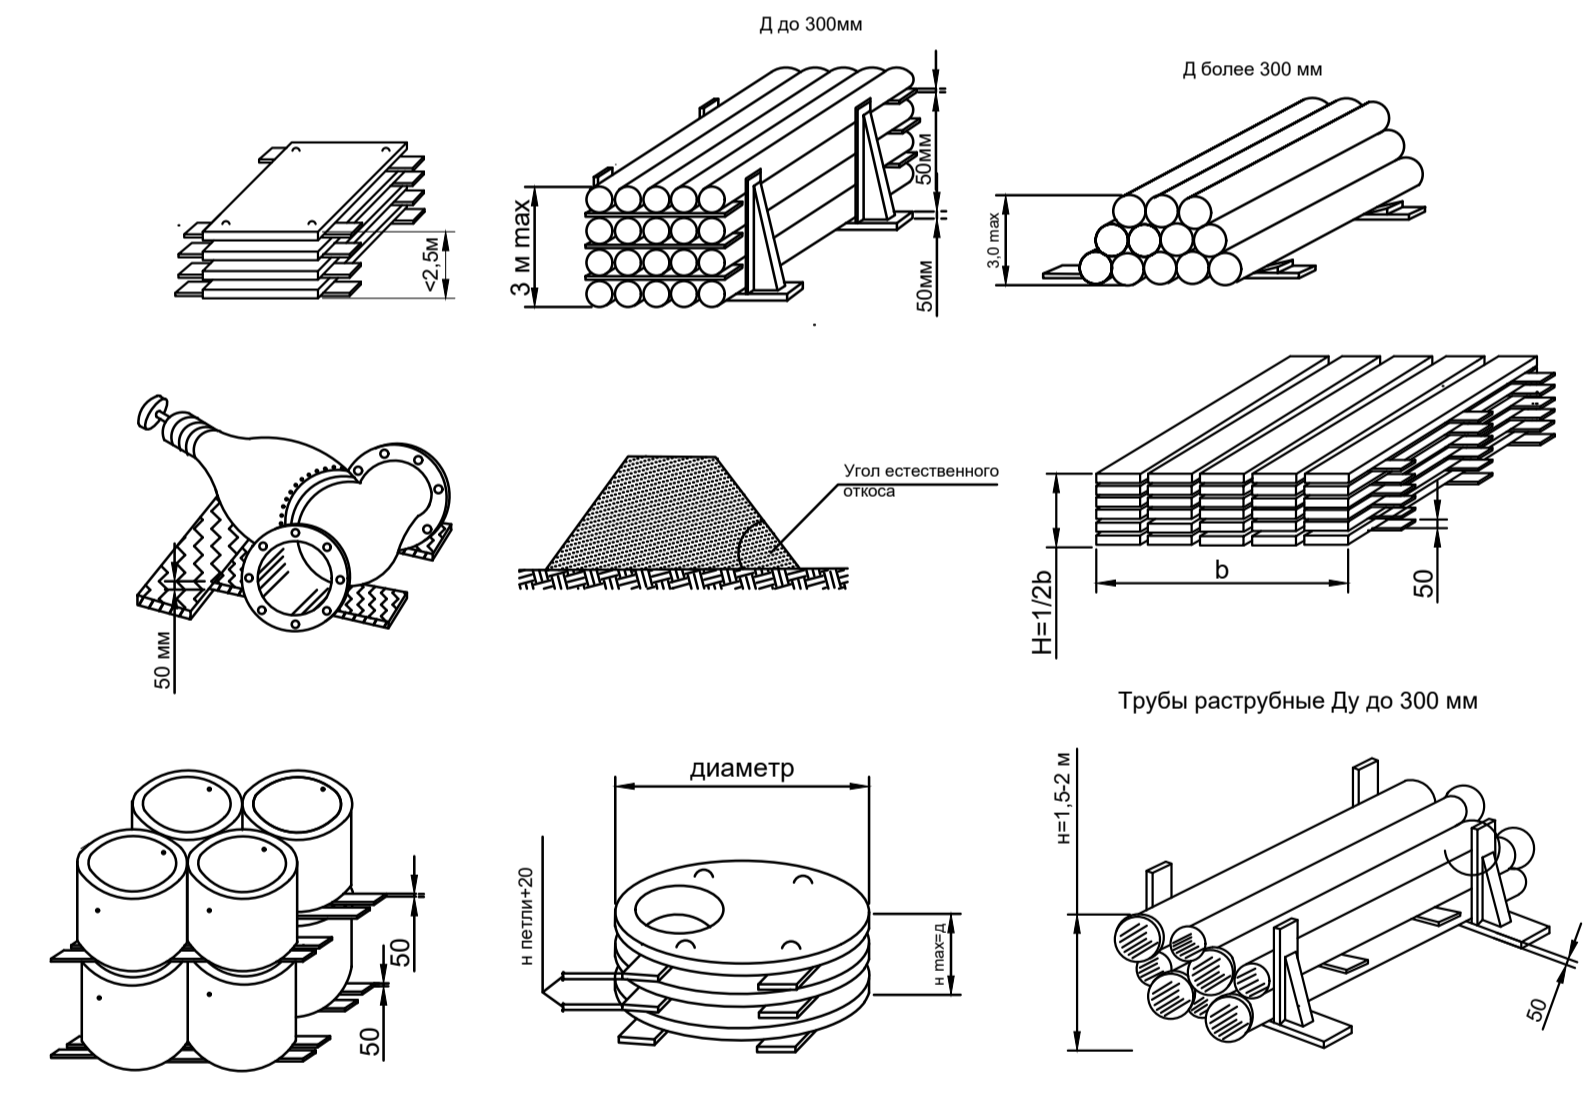 Д до 300мм
Д более 300 мм
<2,5м
3 м max
50мм
50мм
3,0 max
50 мм
Угол естественного
откоса
H=1/2b
b
50
Трубы раструбные Ду до 300 мм
50
50
диаметр
н петли+20
н max=д
н=1,5-2 м
50